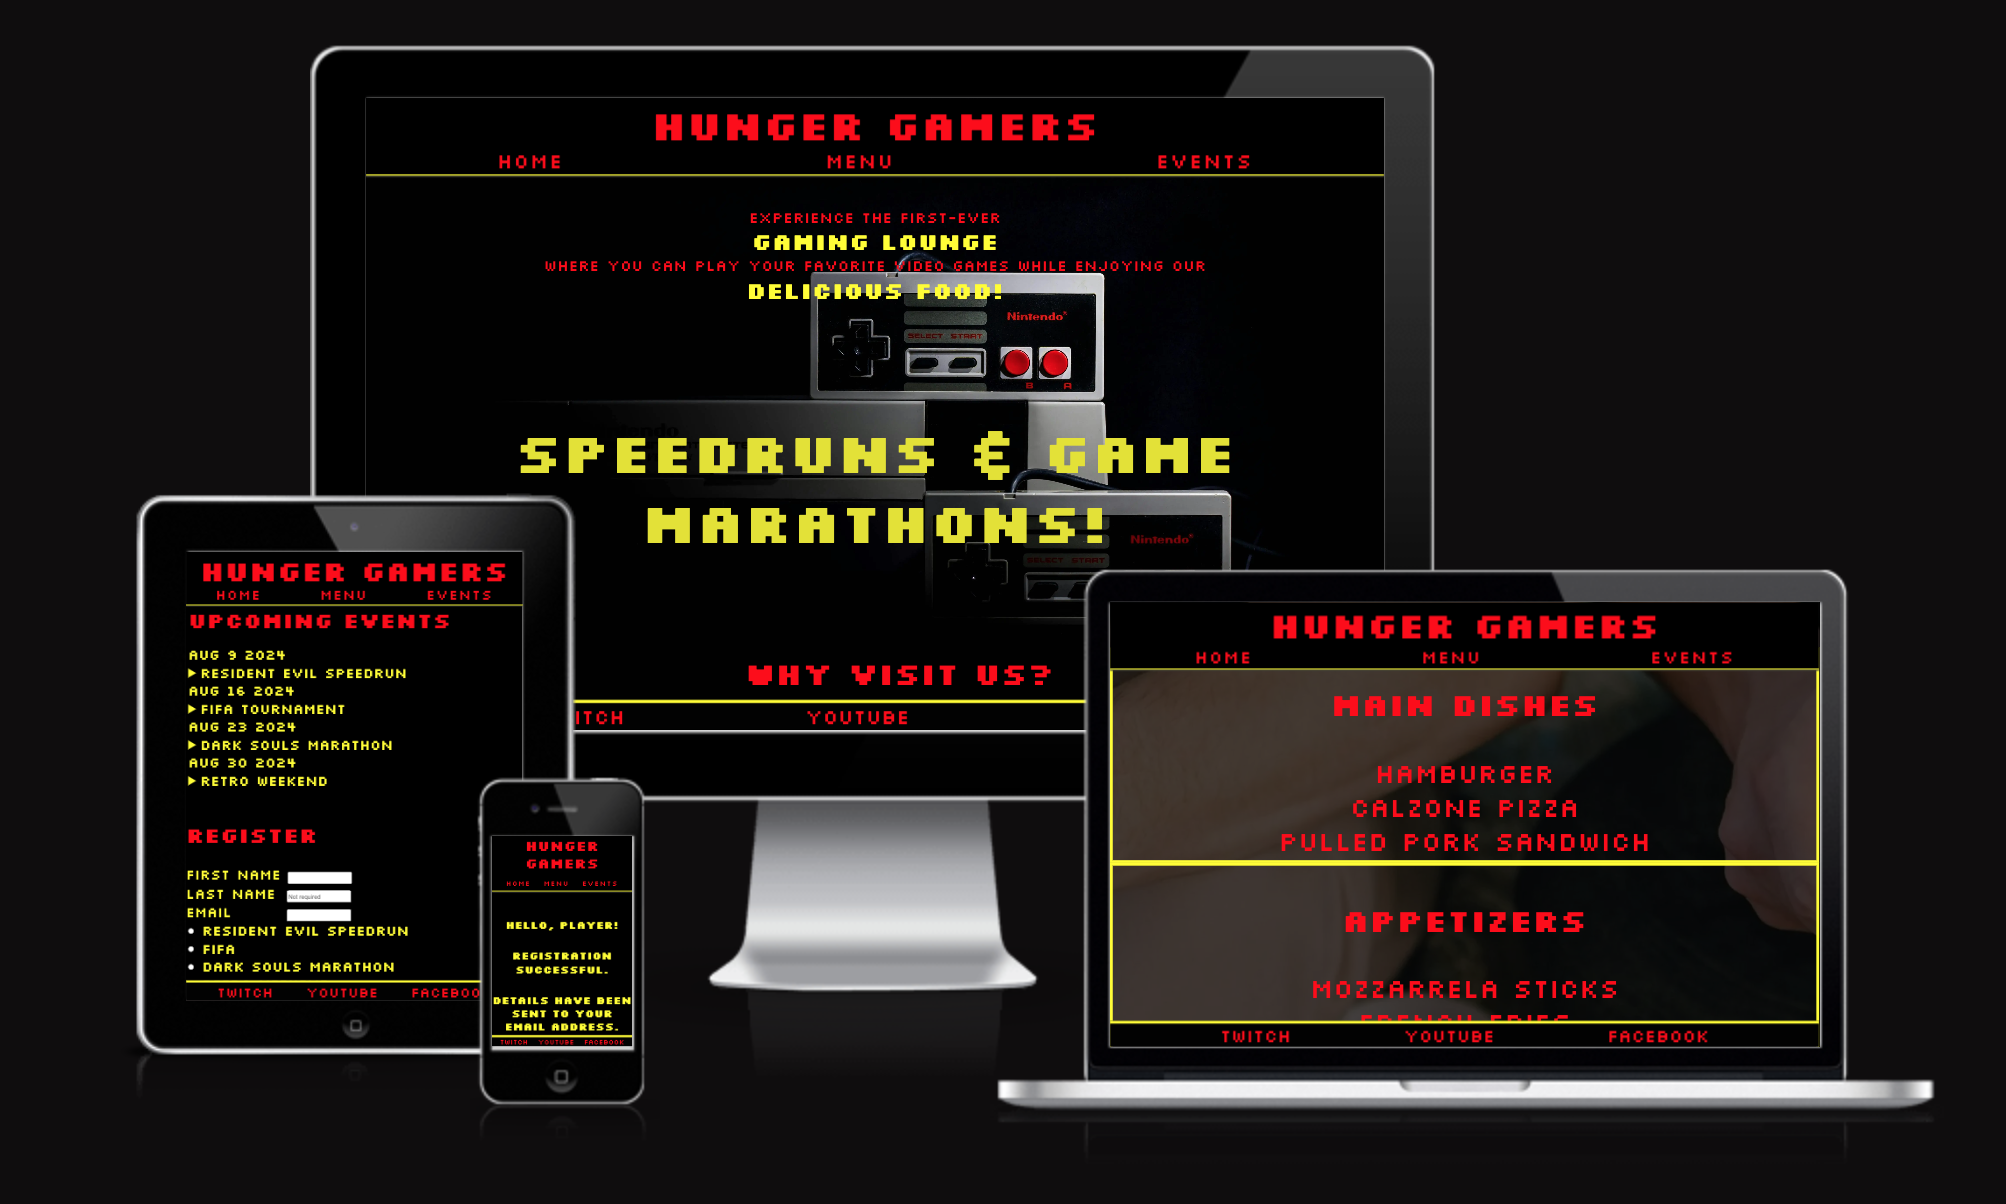 HUNGER GAMERS
HOME MENU EVENTS
EXPERIENCE THE FIRST-EVER
GAMING LOUNGE
WHERE YOU CAN PLAY YOUR FAVORITE VIDEO GAMES WHILE ENJOYING OUR
DELICIOUS FOOD!
Nintendo®
SELECT START
B A
SPEEDRUNS & GAME
MARATHONS!
Nintendo®
SELECT START
WHY VISIT US?
ITCH YOUTUBE
HUNGER GAMERS
HOME MENU EVENTS
UPCOMING EVENTS
AUG 9 2024
RESIDENT EVIL SPEEDRUN
AUG 16 2024
FIFA TOURNAMENT
AUG 23 2024
DARK SOULS MARATHON
AUG 30 2024
RETRO WEEKEND
REGISTER
FIRST NAME
LAST NAME Not required
EMAIL
• RESIDENT EVIL SPEEDRUN
• FIFA
• DARK SOULS MARATHON
TWITCH YOUTUBE FACEBOO
HUNGER
GAMERS
HOME MENU EVENTS
HELLO, PLAYER!
REGISTRATION
SUCCESSFUL.
DETAILS HAVE BEEN
SENT TO YOUR
EMAIL ADDRESS.
TWITCH YOUTUBE FACEBOOK
HUNGER GAMERS
HOME MENU EVENTS
MAIN DISHES
HAMBURGER
CALZONE PIZZA
PULLED PORK SANDWICH
APPETIZERS
MOZZARRELA STICKS
FRENCH FRIES
TWITCH YOUTUBE FACEBOOK